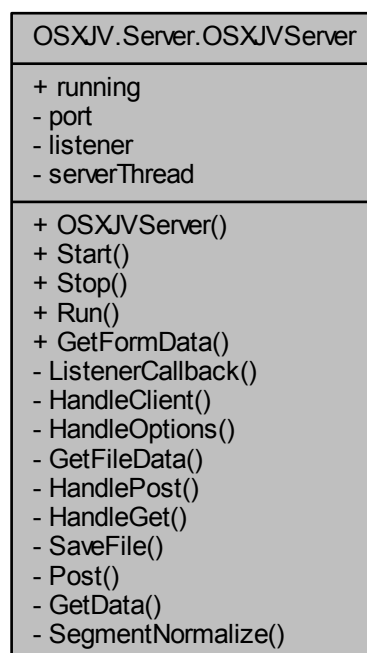 OSXJV.Server.OSXJVServer
+ running
- port
- listener
- serverThread
+ OSXJVServer()
+ Start()
+ Stop()
+ Run()
+ GetFormData()
- ListenerCallback()
- HandleClient()
- HandleOptions()
- GetFileData()
- HandlePost()
- HandleGet()
- SaveFile()
- Post()
- GetData()
- SegmentNormalize()